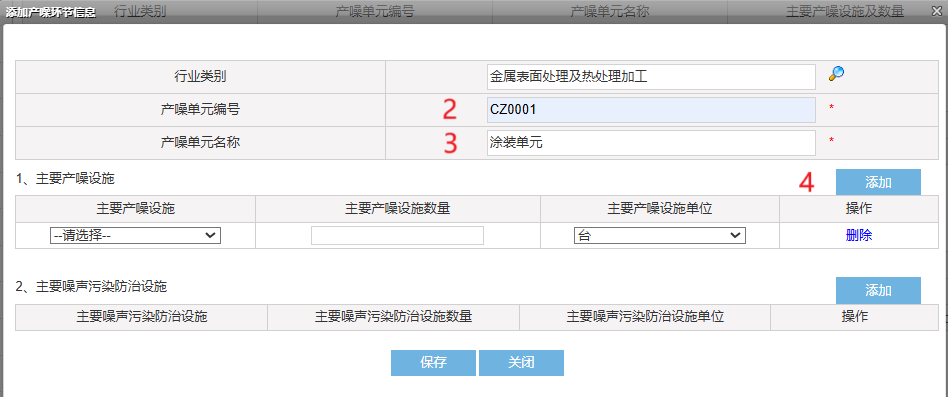 行业类别 产噪单元编号 产噪单元名称 主要产噪设施及数量
添加产噪环节信息
行业类别 金属表面处理及热处理加工
产噪单元编号 2 CZ0001 *
产噪单元名称 3 涂装单元 *
1、主要产噪设施 4 添加
主要产噪设施 主要产噪设施数量 主要产噪设施单位 操作
--请选择-- 台 删除
2、主要噪声污染防治设施 添加
主要噪声污染防治设施 主要噪声污染防治设施数量 主要噪声污染防治设施单位 操作
保存 关闭